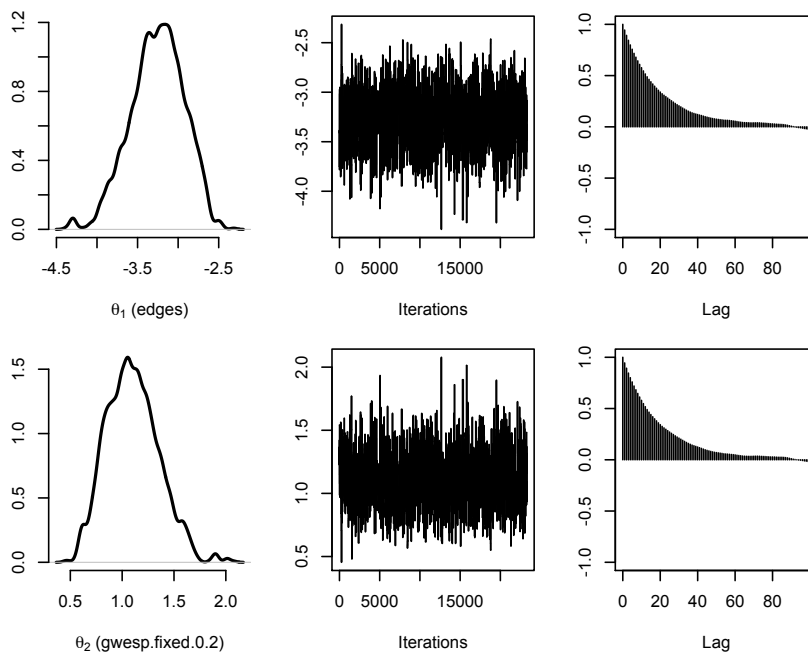 0.0 0.4 0.8 1.2
-4.5 -3.5 -2.5
θ1 (edges)
-4.0 -3.5 -3.0 -2.5
0 5000 15000
Iterations
-1.0 -0.5 0.0 0.5 1.0
0 20 40 60 80
Lag
0.0 0.5 1.0 1.5
0.5 1.0 1.5 2.0
θ2 (gwesp.fixed.0.2)
0.5 1.0 1.5 2.0
0 5000 15000
Iterations
-1.0 -0.5 0.0 0.5 1.0
0 20 40 60 80
Lag